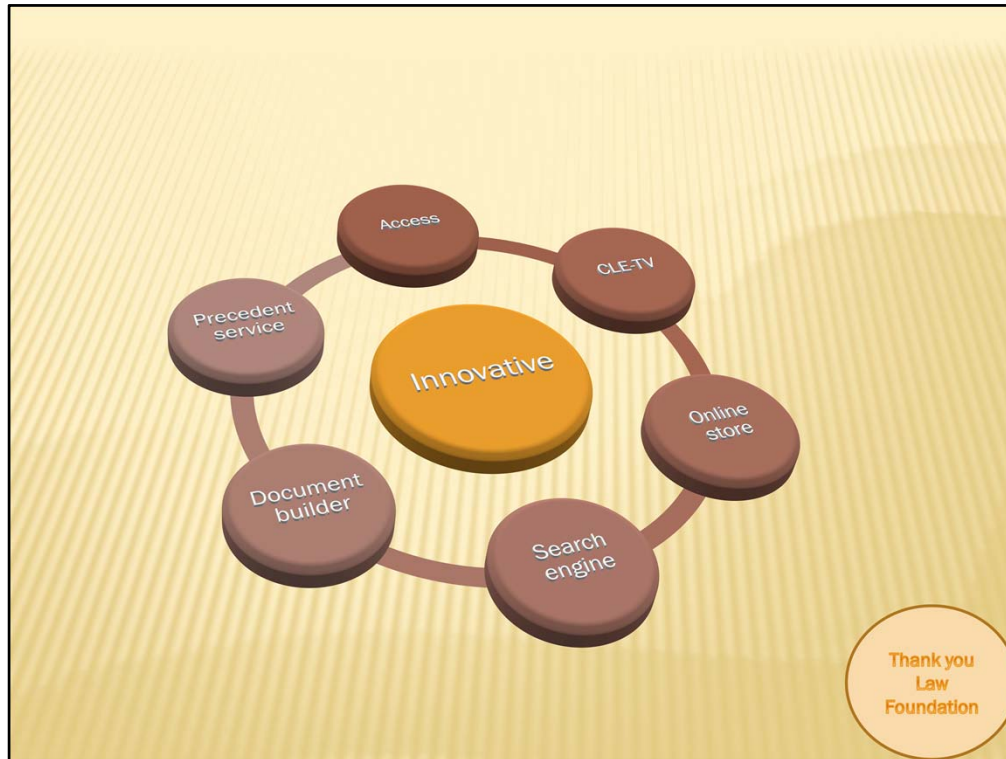 Access
CLE-TV
Precedent
service
Innovative
Online
store
Document
builder
Search
engine
Thank you
Law
Foundation